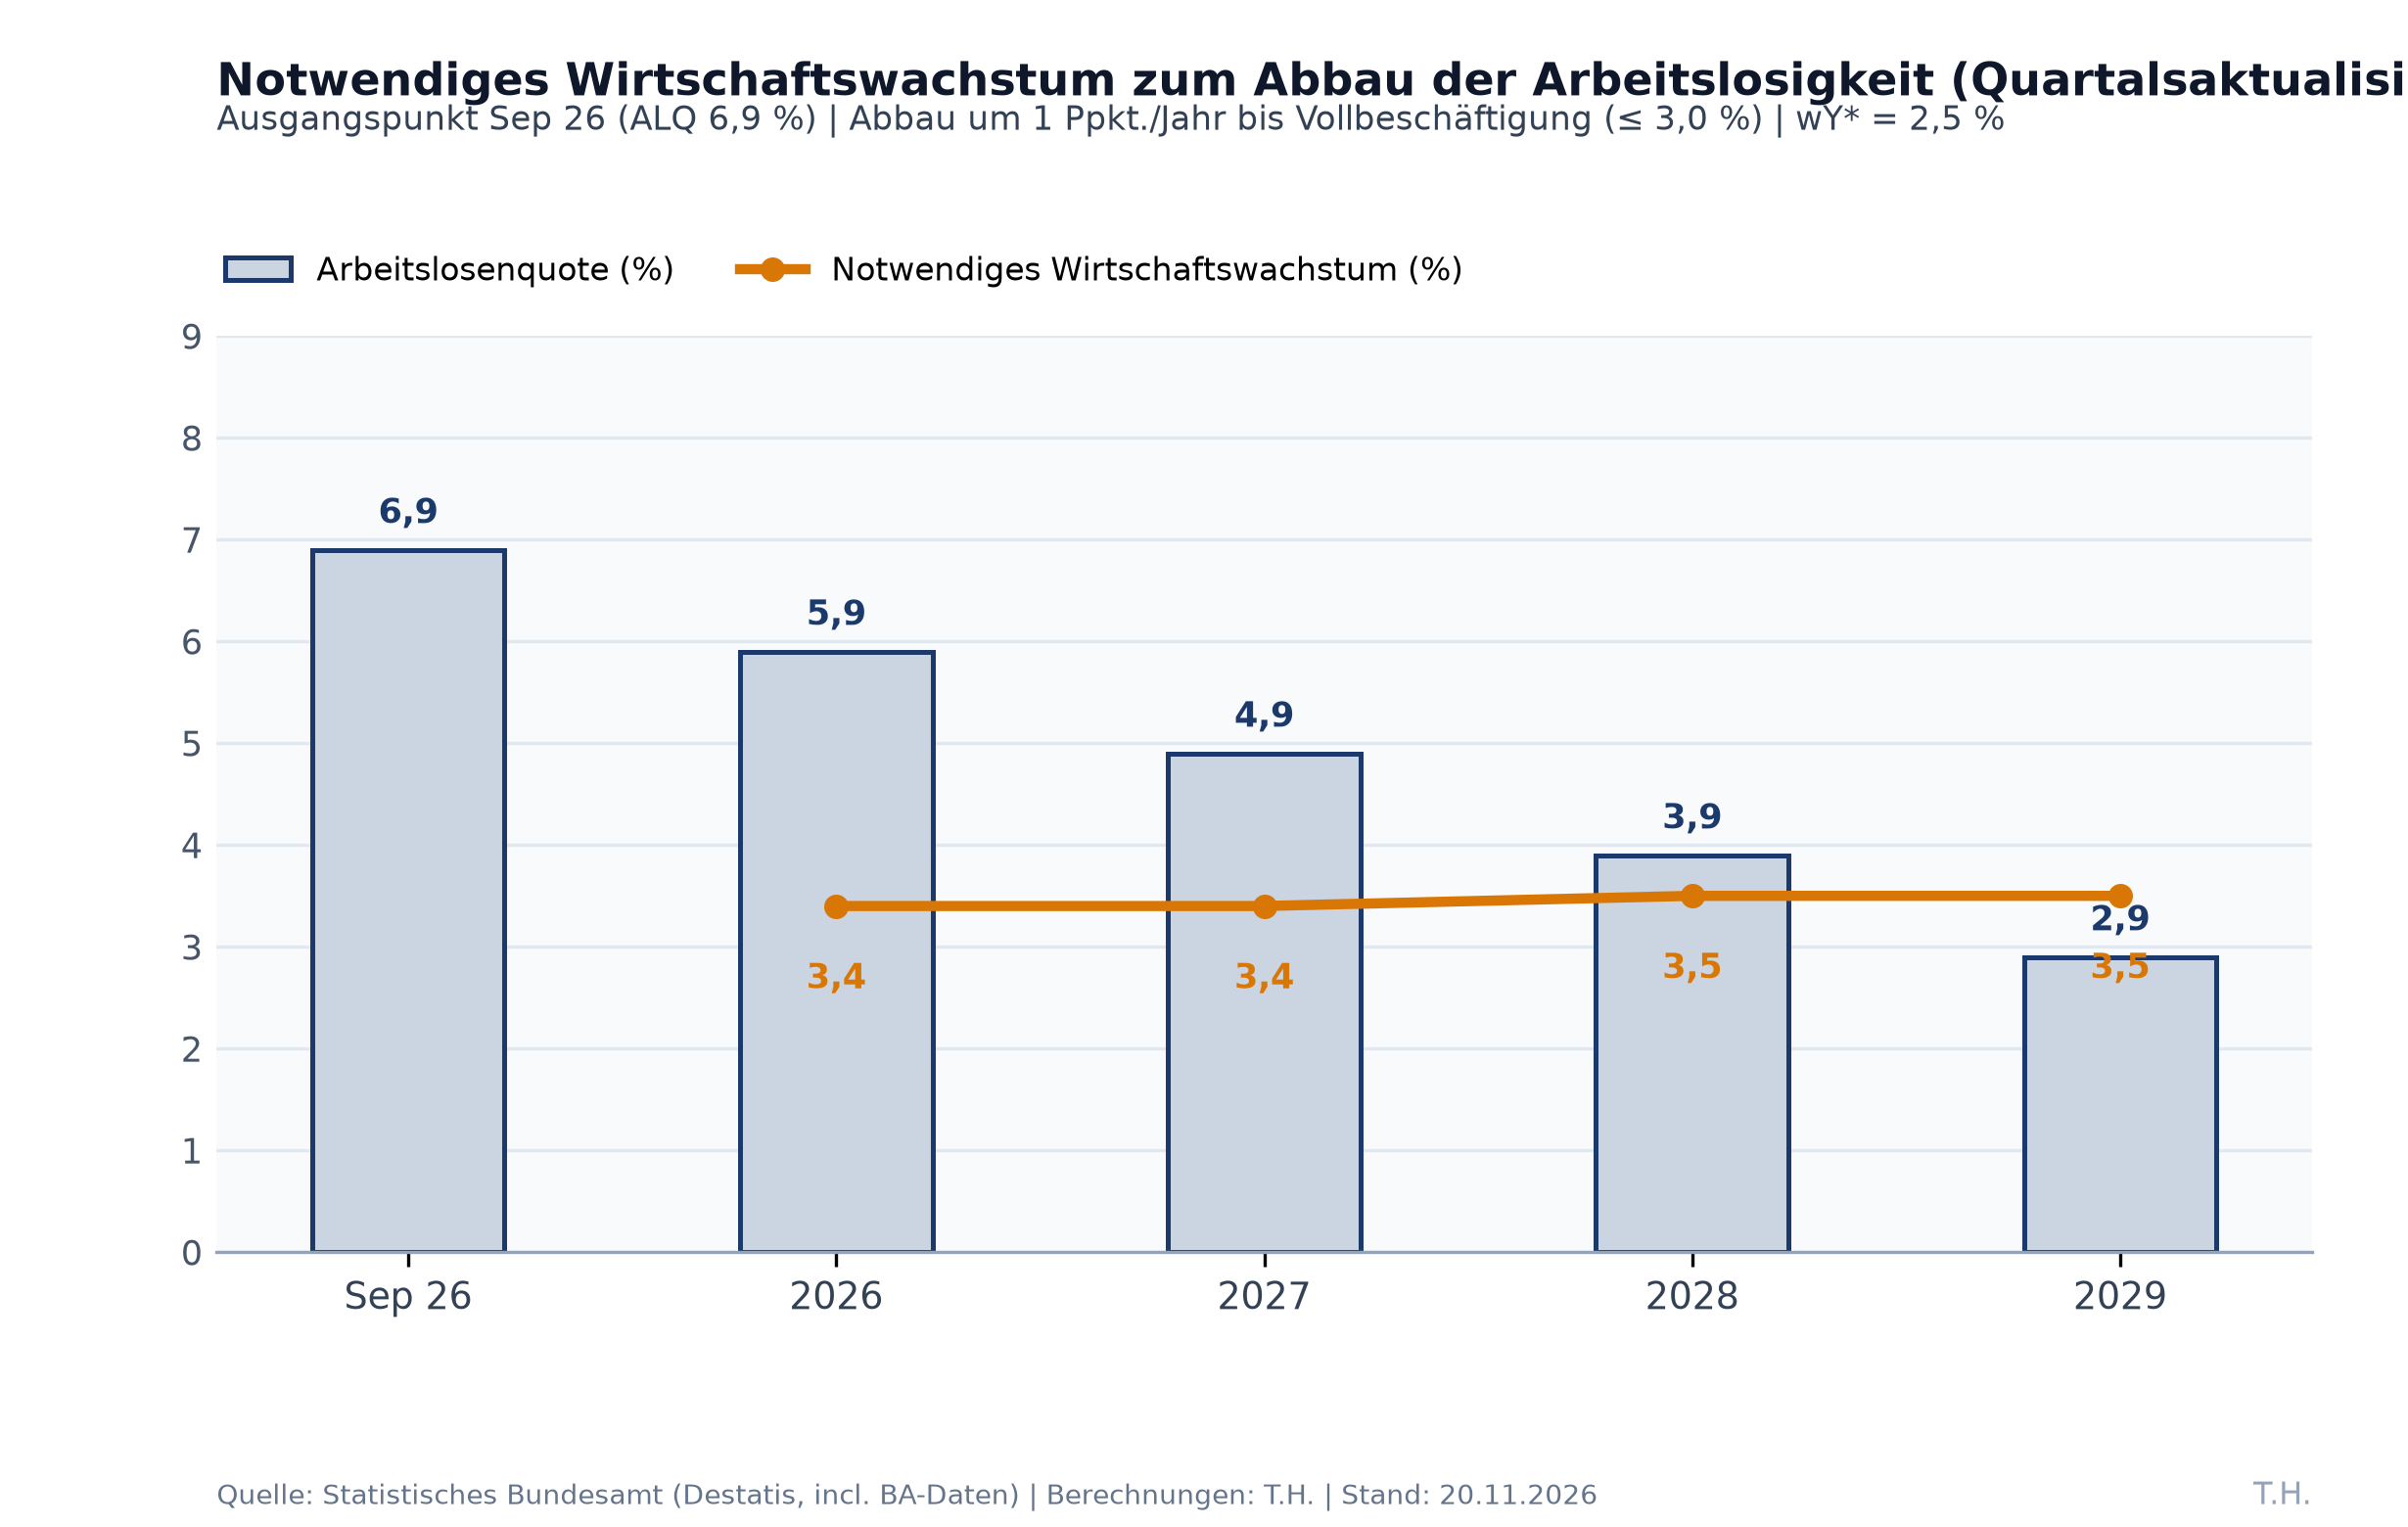 Notwendiges Wirtschaftswachstum zum Abbau der Arbeitslosigkeit (Quartalsaktualisi
Ausgangspunkt Sep 26 (ALQ 6,9 %) | Abbau um 1 Ppkt./Jahr bis Vollbeschäftigung (≤ 3,0 %) | wY* = 2,5 %
Arbeitslosenquote (%) Notwendiges Wirtschaftswachstum (%)
9
8
6,9
7
5,9
6
4,9
5
3,9
4
2,9
3
3,4 3,4 3,5 3,5
2
1
0
Sep 26 2026 2027 2028 2029
Quelle: Statistisches Bundesamt (Destatis, incl. BA-Daten) | Berechnungen: T.H. | Stand: 20.11.2026
T.H.